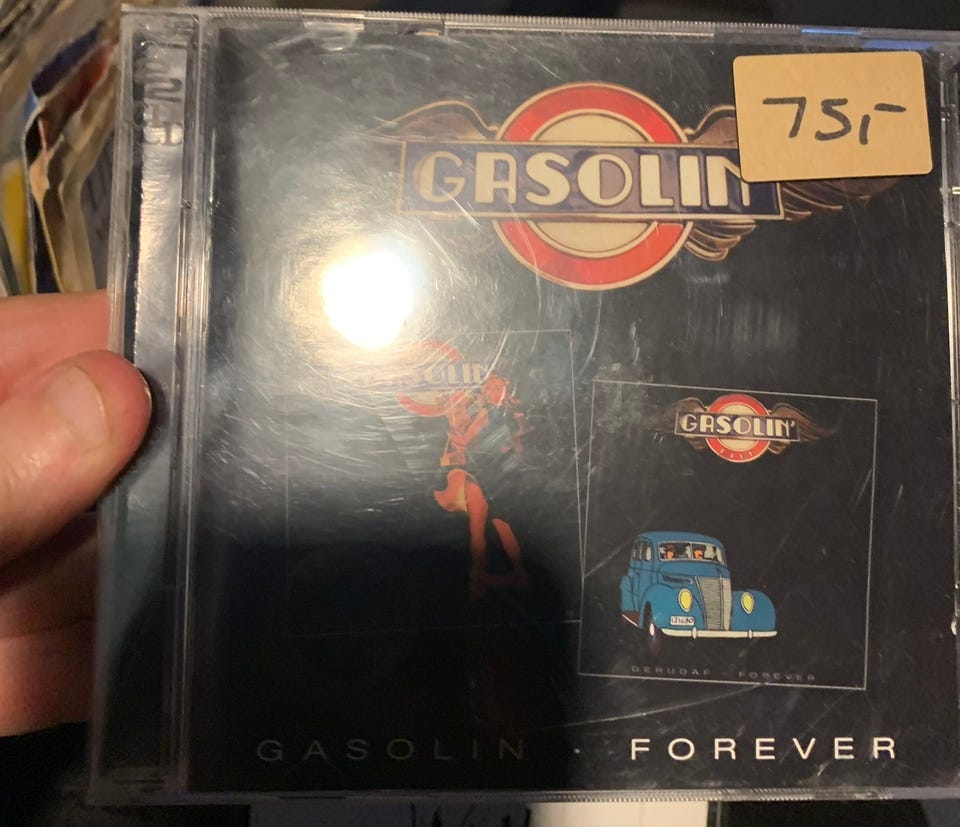 75,-
GASOLIN
GASOLIN'
DERUDAF FOREVER
GASOLIN FOREVER